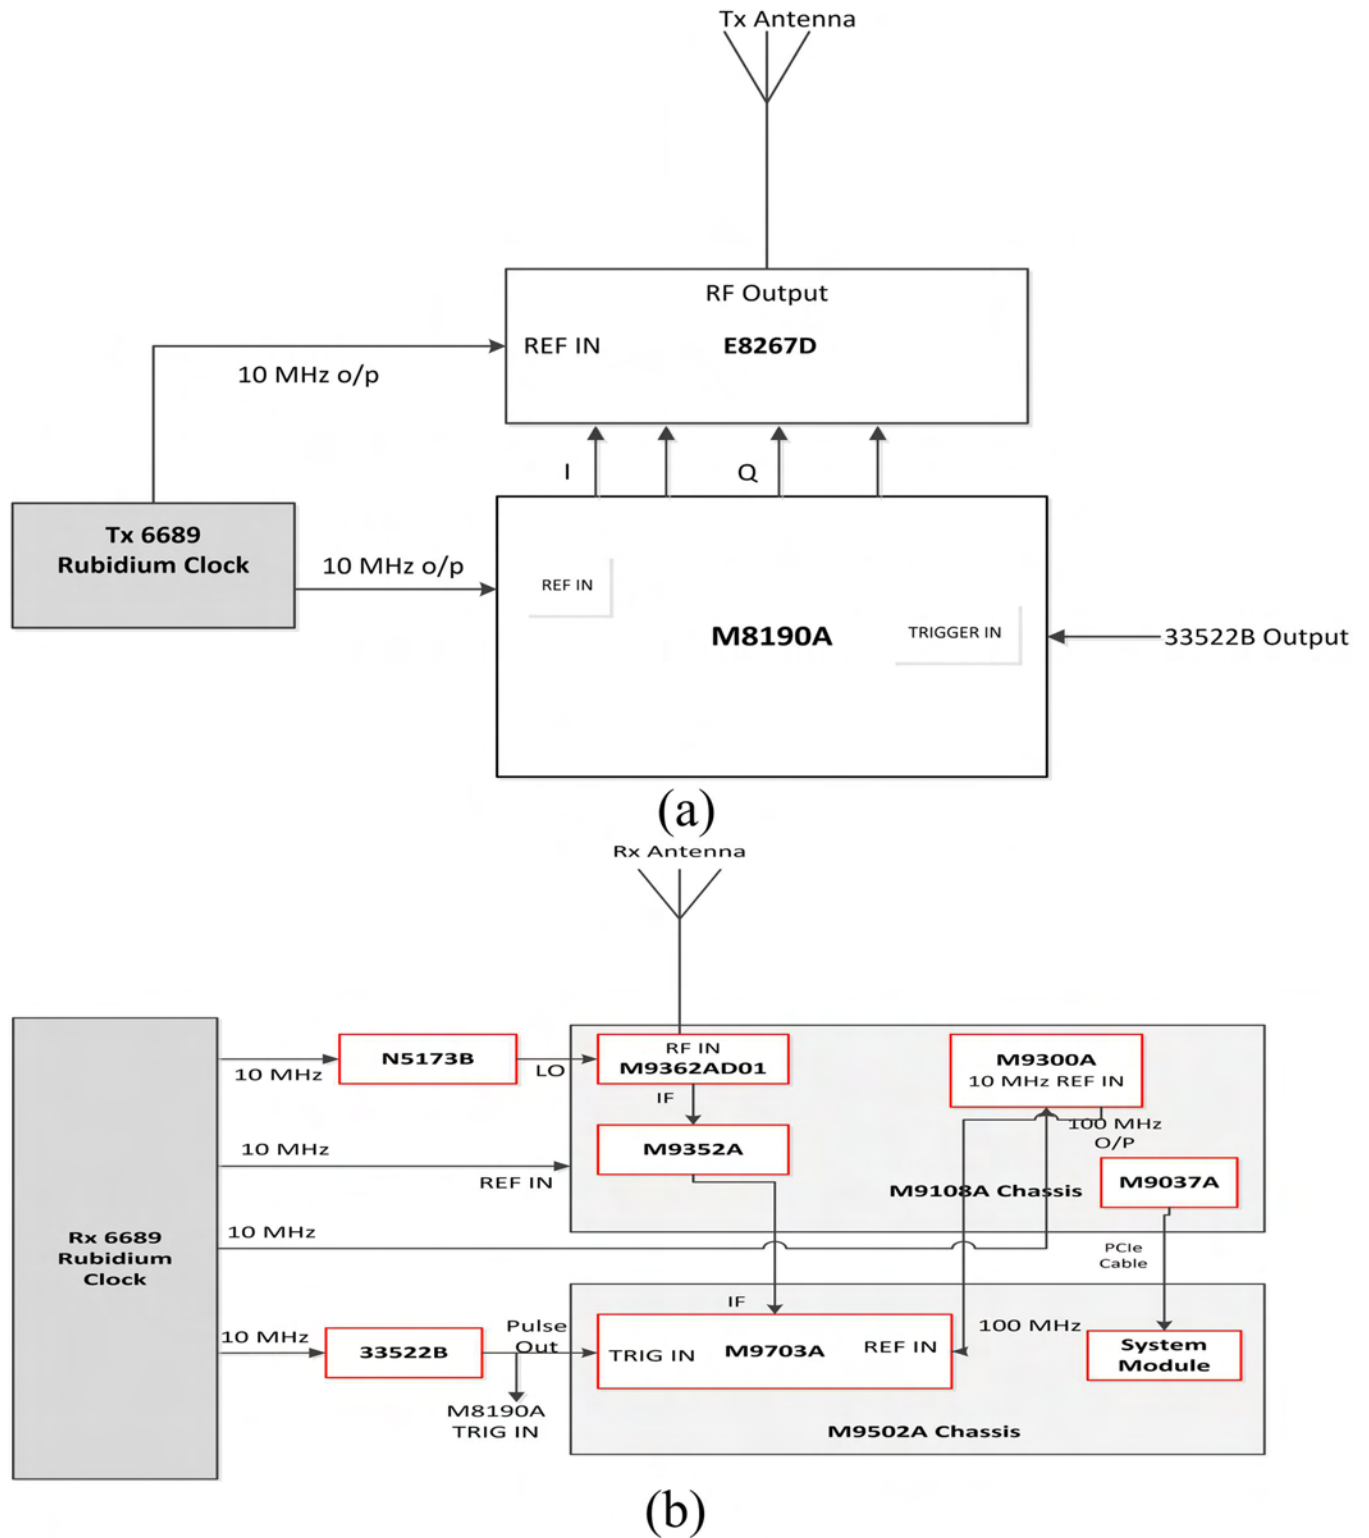 Tx Antenna
RF Output
REF IN
E8267D
10 MHz o/p
I
Q
Tx 6689
Rubidium Clock
10 MHz o/p
REF IN
M8190A
TRIGGER IN
33522B Output
(a)
Rx Antenna
N5173B
10 MHz
LO
RF IN
M9362AD01
IF
M9300A
10 MHz REF IN
100 MHz
O/P
10 MHz
REF IN
M9352A
M9108A Chassis
M9037A
Rx 6689
Rubidium
Clock
10 MHz
PCIe
Cable
IF
10 MHz
33522B
Pulse
Out
TRIG IN
M9703A
REF IN
100 MHz
System
Module
M8190A
TRIG IN
M9502A Chassis
(b)